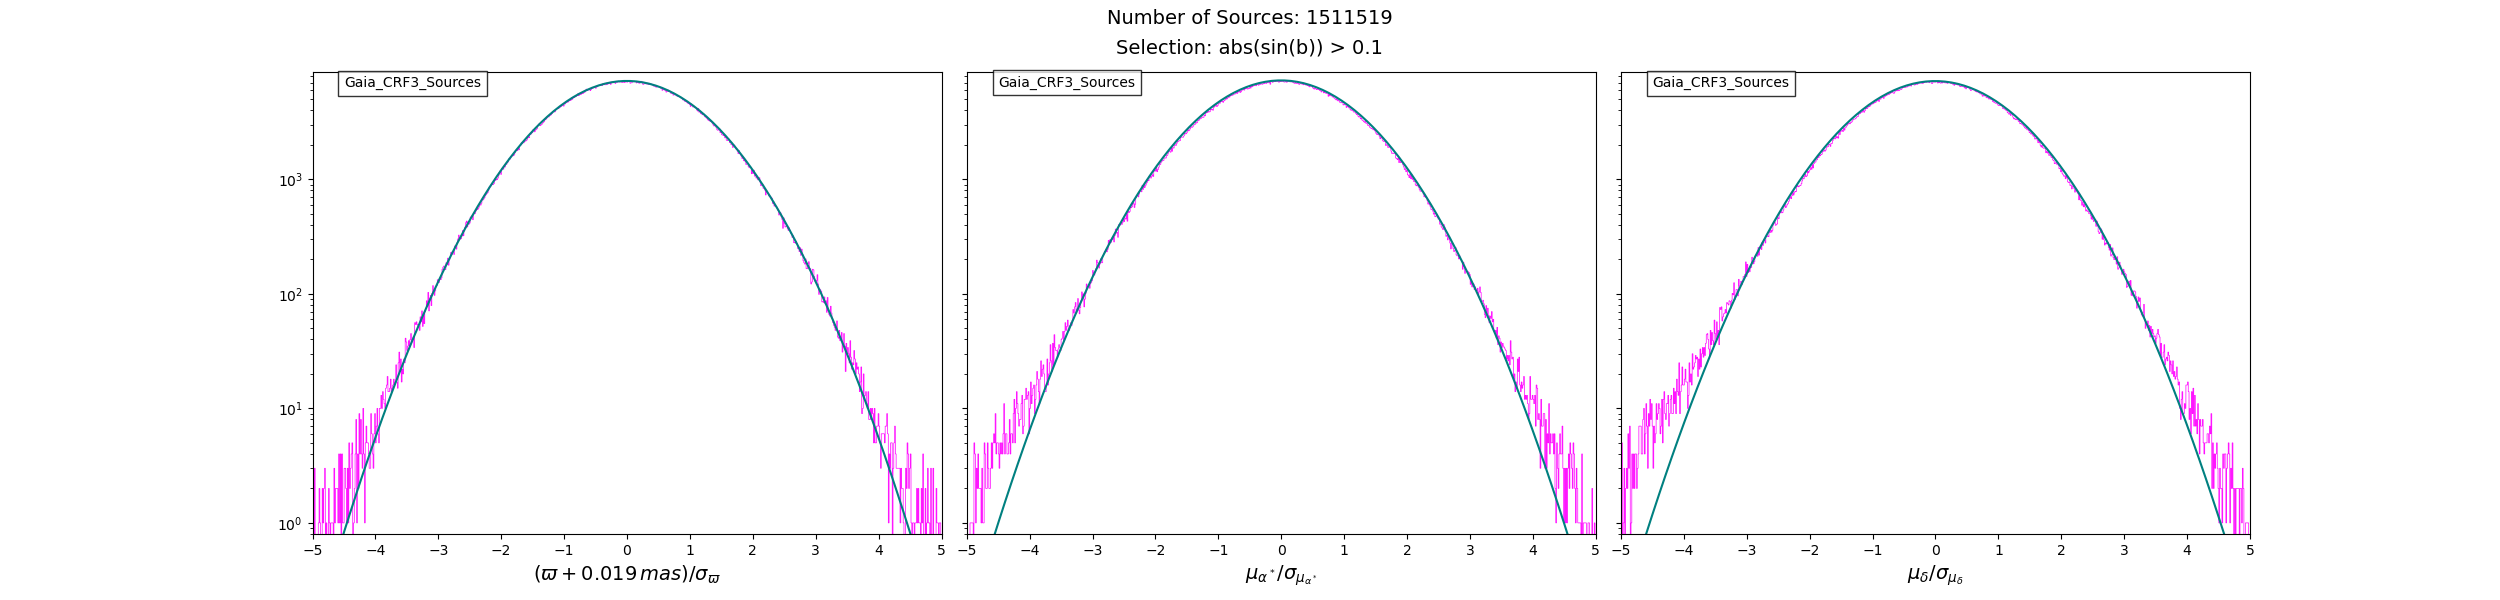 Number of Sources: 1511519
Selection: abs(sin(b)) > 0.1
Gaia_CRF3_Sources
Gaia_CRF3_Sources
Gaia_CRF3_Sources
10³
10²
10¹
10⁰
−5 −4 −3 −2 −1 0 1 2 3 4 5
−5 −4 −3 −2 −1 0 1 2 3 4 5
−5 −4 −3 −2 −1 0 1 2 3 4 5
(ϖ + 0.019 mas)/σ_ϖ
μ_α*/σ_μ_α*
μ_δ/σ_μ_δ